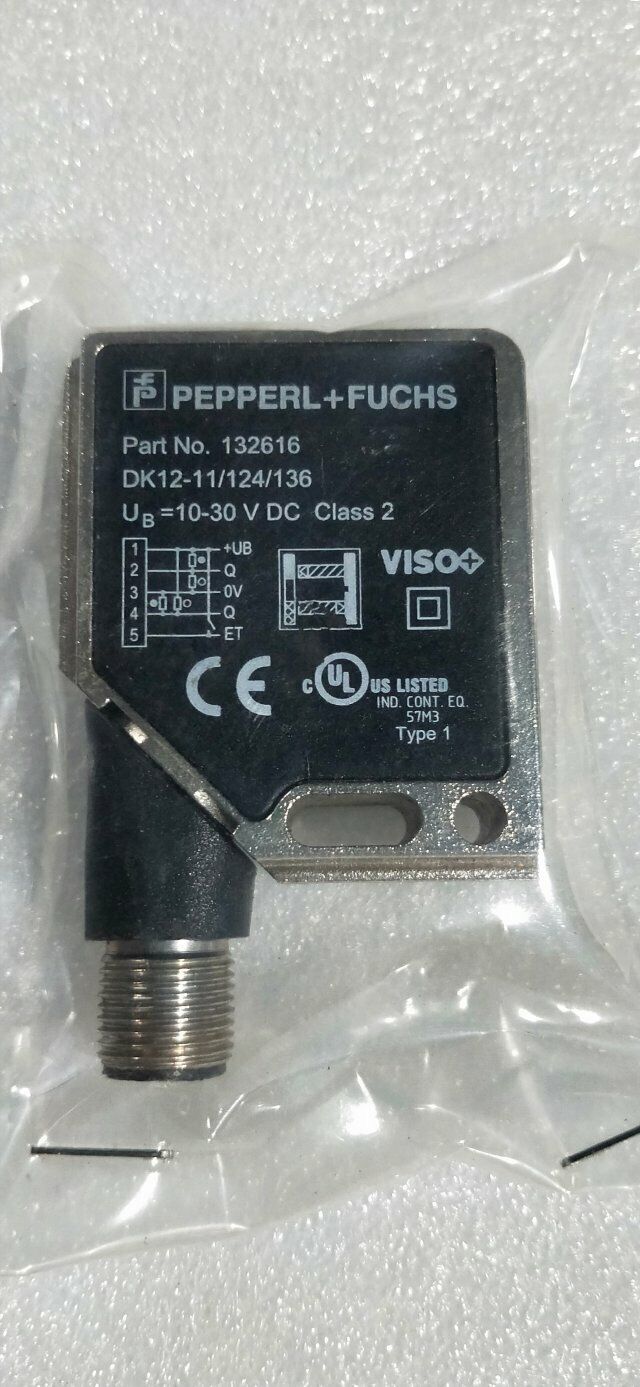 PEPPERL+FUCHS
Part No. 132616
DK12-11/124/136
UB =10-30 V DC Class 2
1 +UB
2 Q
3 0V
4 Q
5 ET
VISO+
CE
c UL US LISTED
IND. CONT. EQ.
57M3
Type 1